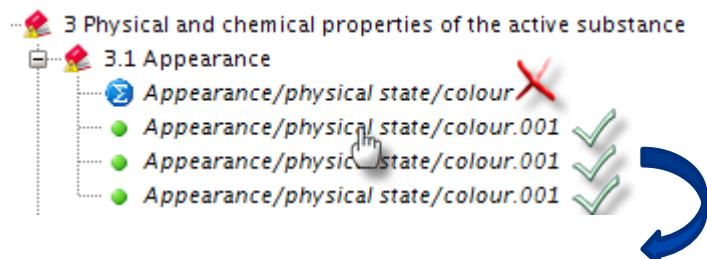 3 Physical and chemical properties of the active substance
3.1 Appearance
Appearance/physical state/colour
Appearance/physical state/colour.001
Appearance/physical state/colour.001
Appearance/physical state/colour.001